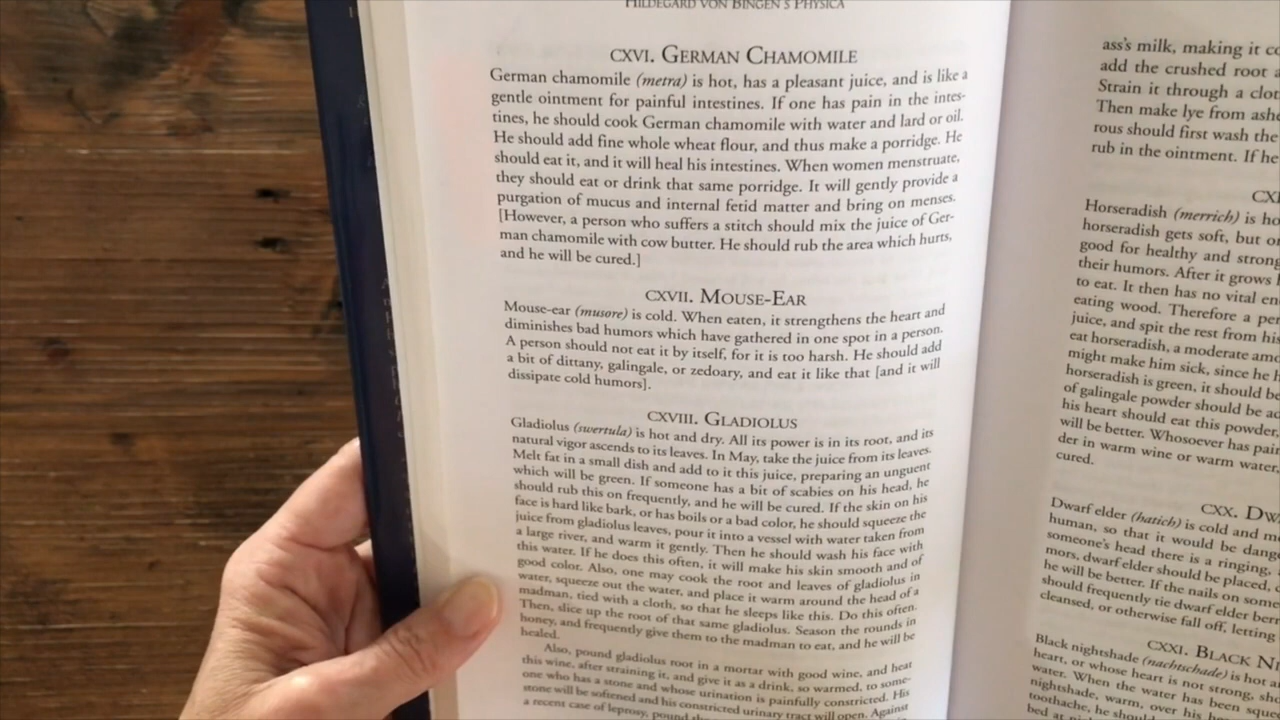 HILDEGARD VON BINGEN'S PHYSICA
CXVI. GERMAN CHAMOMILE
German chamomile (metra) is hot, has a pleasant juice, and is like a
gentle ointment for painful intestines. If one has pain in the intes-
tines, he should cook German chamomile with water and lard or oil.
He should add fine whole wheat flour, and thus make a porridge. He
should eat it, and it will heal his intestines. When women menstruate,
they should eat or drink that same porridge. It will gently provide a
purgation of mucus and internal fetid matter and bring on menses.
[However, a person who suffers a stitch should mix the juice of Ger-
man chamomile with cow butter. He should rub the area which hurts,
and he will be cured.]
CXVII. MOUSE-EAR
Mouse-ear (musore) is cold. When eaten, it strengthens the heart and
diminishes bad humors which have gathered in one spot in a person.
A person should not eat it by itself, for it is too harsh. He should add
a bit of dittany, galingale, or zedoary, and eat it like that [and it will
dissipate cold humors].
CXVIII. GLADIOLUS
Gladiolus (swertula) is hot and dry. All its power is in its root, and its
natural vigor ascends to its leaves. In May, take the juice from its leaves.
Melt fat in a small dish and add to it this juice, preparing an unguent
which will be green. If someone has a bit of scabies on his head, he
should rub this on frequently, and he will be cured. If the skin on his
face is hard like bark, or has boils or a bad color, he should squeeze the
juice from gladiolus leaves, pour it into a vessel with water taken from
a large river, and warm it gently. Then he should wash his face with
this water. If he does this often, it will make his skin smooth and of
good color. Also, one may cook the root and leaves of gladiolus in
water, squeeze out the water, and place it warm around the head of a
madman, tied with a cloth, so that he sleeps like this. Do this often.
Then, slice up the root of that same gladiolus. Season the rounds in
honey, and frequently give them to the madman to eat, and he will be
healed.
Also, pound gladiolus root in a mortar with good wine, and heat
this wine, after straining it, and give it as a drink, so warmed, to some-
one who has a stone and whose urination is painfully constricted. His
stone will be softened and his constricted urinary tract will open. Against
a recent case of leprosy, pound
ass's milk, making it
add the crushed root
Strain it through a
Then make lye from
rous should first wash the
rub in the ointment. If he
Horseradish (merrich) is
horseradish gets soft, but
good for healthy and strong
their humors. After it grows
to eat. It then has no vital
eating wood. Therefore a
juice, and spit the rest from his
eat horseradish, a moderate
might make him sick, since he
horseradish is green, it should be
of galingale powder should be
his heart should eat this powder,
will be better. Whosoever has
der in warm wine or warm water,
cured.
CXX.
Dwarf elder (hatich) is cold and
human, so that it would be
someone's head there is a ringing,
mors, dwarf elder should be placed,
he will be better. If the nails on some
should frequently tie dwarf elder
cleansed, or otherwise fall off, letting
CXXI. BLACK
Black nightshade (nachtschade) is hot
heart, or whose heart is not strong,
water. When the water has been
nightshade, warm, over his
toothache, he should
bed at